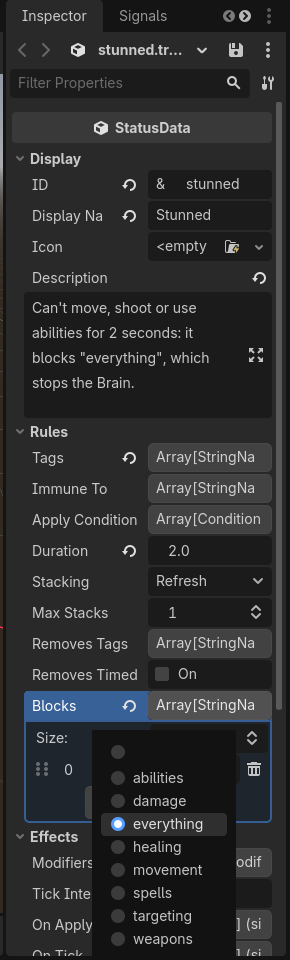 Inspector
Signals
stunned.tr...
Filter Properties
StatusData
Display
ID & stunned
Display Na Stunned
Icon <empty
Description
Can't move, shoot or use
abilities for 2 seconds: it
blocks "everything", which
stops the Brain.
Rules
Tags Array[StringNa
Immune To Array[StringNa
Apply Condition Array[Condition
Duration 2.0
Stacking Refresh
Max Stacks 1
Removes Tags Array[StringNa
Removes Timed On
Blocks Array[StringNa
Size:
0
abilities
damage
everything
healing
movement
spells
targeting
weapons
Effects
Modifiers odif
Tick Inte
On Apply ] (si
On Tick ] (si